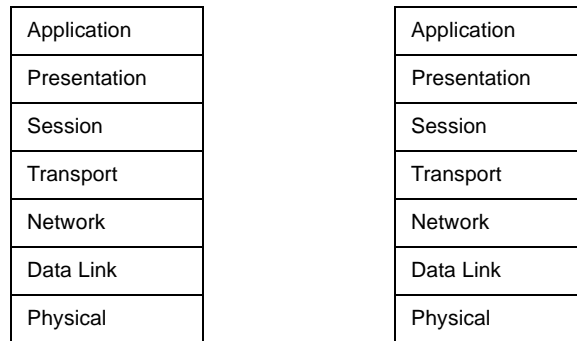 Application
Presentation
Session
Transport
Network
Data Link
Physical
Application
Presentation
Session
Transport
Network
Data Link
Physical